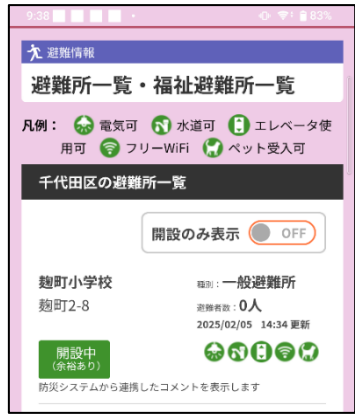 9:38 83%
避難情報
避難所一覧・福祉避難所一覧
凡例： 電気可 水道可 エレベータ使
用可 フリーWiFi ペット受入可
千代田区の避難所一覧
開設のみ表示 OFF
麹町小学校 種別：一般避難所
麹町2-8 避難者数：0人
2025/02/05 14:34 更新
開設中
(余裕あり)
防災システムから連携したコメントを表示します